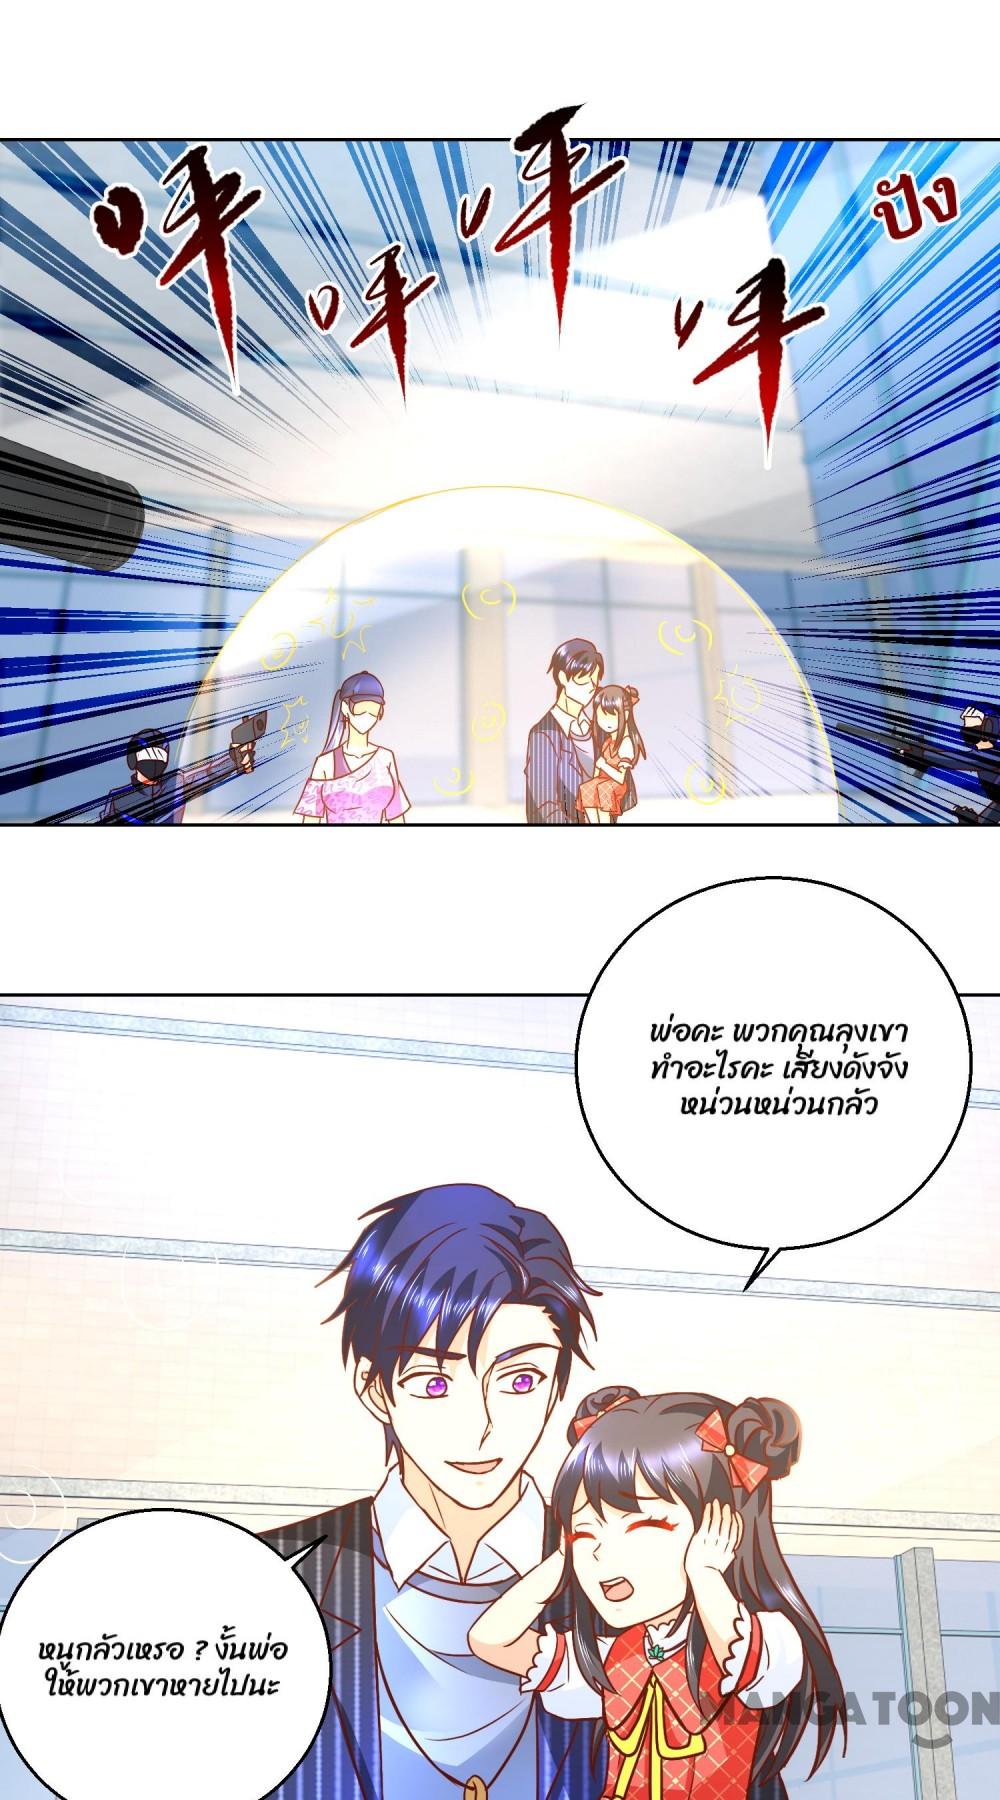 呯
呯
呯
呯
ปัง
พ่อคะ พวกคุณลุงเขา
ทำอะไรคะ เสียงดังจัง
หน่วนหน่วนกลัว
หนูกลัวเหรอ ? งั้นพ่อ
ให้พวกเขาหายไปนะ
MANGATOON